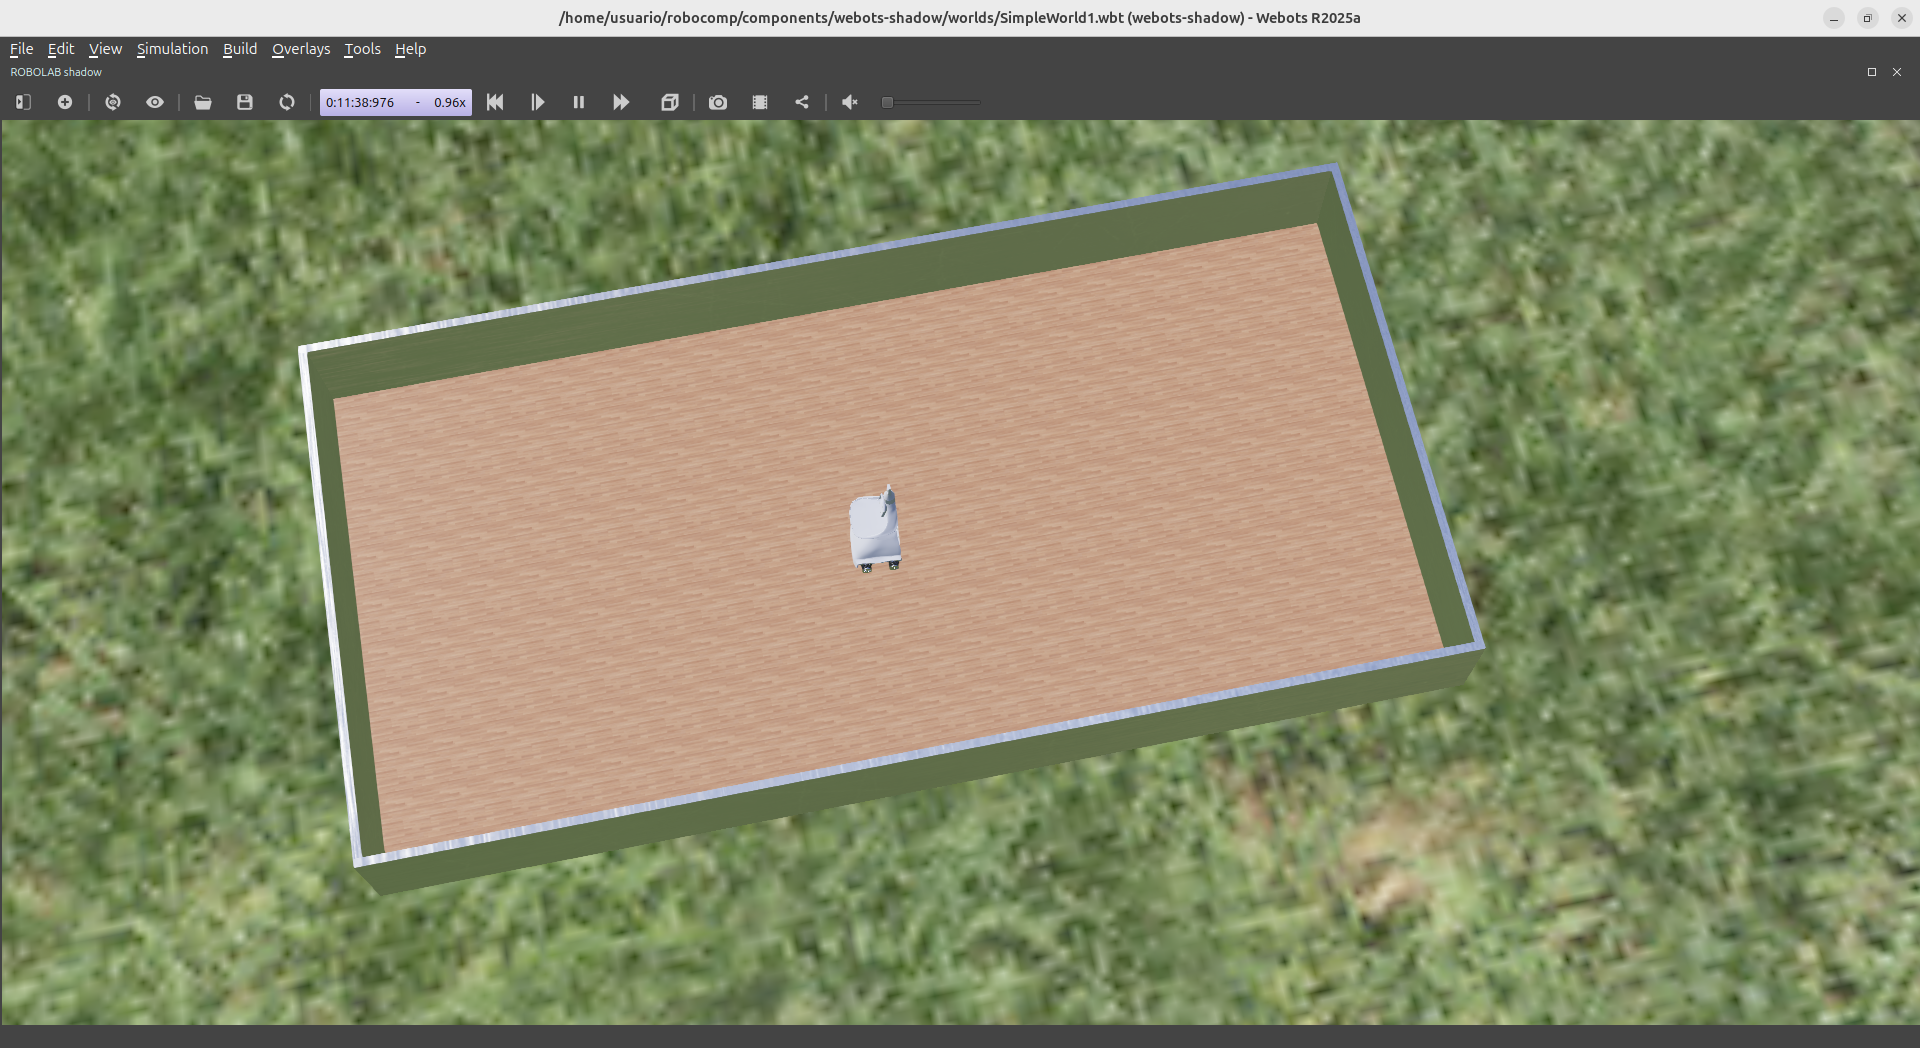 /home/usuario/robocomp/components/webots-shadow/worlds/SimpleWorld1.wbt (webots-shadow) - Webots R2025a
File Edit View Simulation Build Overlays Tools Help
ROBOLAB shadow
0:11:38:976 - 0.96x